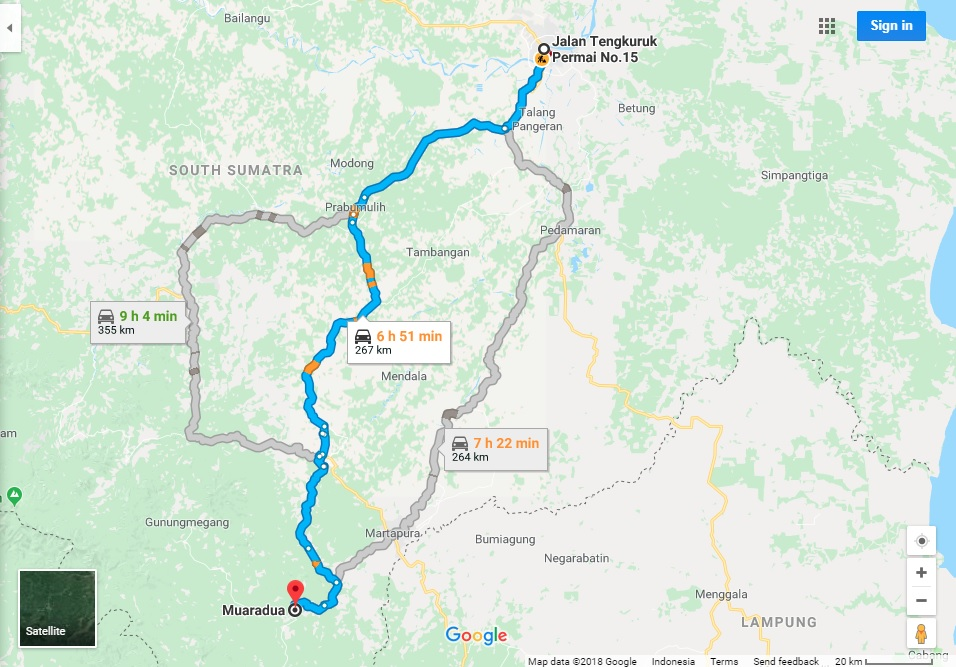 Bailangu
Sign in
Jalan Tengkuruk
Permai No.15
Betung
Talang
Pangeran
Modong
SOUTH SUMATRA
Simpangtiga
Prabumulih
Pedamaran
Tambangan
9 h 4 min
355 km
6 h 51 min
267 km
Mendala
am
7 h 22 min
264 km
Gunungmegang
Martapura
Bumiagung
Negarabatin
Menggala
Muaradua
LAMPUNG
Satellite
Google
Cabang
Map data ©2018 Google Indonesia Terms Send feedback 20 km